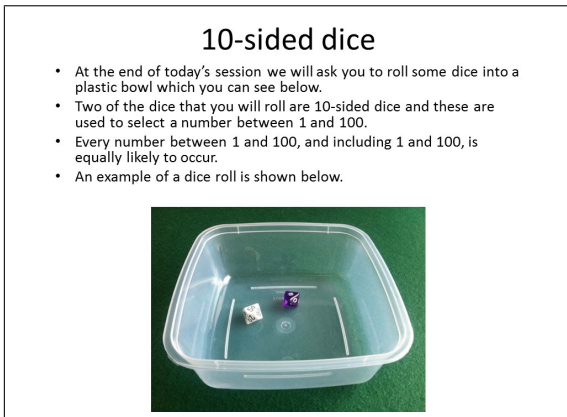 10-sided dice
• At the end of today's session we will ask you to roll some dice into a
plastic bowl which you can see below.
• Two of the dice that you will roll are 10-sided dice and these are
used to select a number between 1 and 100.
• Every number between 1 and 100, and including 1 and 100, is
equally likely to occur.
• An example of a dice roll is shown below.